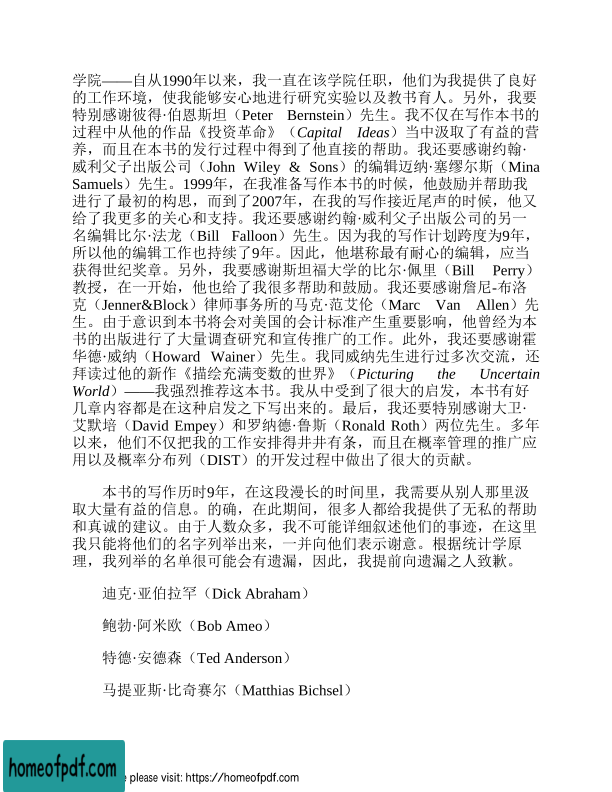 学院——自从1990年以来，我一直在该学院任职，他们为我提供了良好
的工作环境，使我能够安心地进行研究实验以及教书育人。另外，我要
特别感谢彼得·伯恩斯坦（Peter Bernstein）先生。我不仅在写作本书的
过程中从他的作品《投资革命》（Capital Ideas）当中汲取了有益的营
养，而且在本书的发行过程中得到了他直接的帮助。我还要感谢约翰·
威利父子出版公司（John Wiley & Sons）的编辑迈纳·塞缪尔斯（Mina
Samuels）先生。1999年，在我准备写作本书的时候，他鼓励并帮助我
进行了最初的构思，而到了2007年，在我的写作接近尾声的时候，他又
给了我更多的关心和支持。我还要感谢约翰·威利父子出版公司的另一
名编辑比尔·法龙（Bill Falloon）先生。因为我的写作计划跨度为9年，
所以他的编辑工作也持续了9年。因此，他堪称最有耐心的编辑，应当
获得世纪奖章。另外，我要感谢斯坦福大学的比尔·佩里（Bill Perry）
教授，在一开始，他也给了我很多帮助和鼓励。我还要感谢詹尼-布洛
克（Jenner&Block）律师事务所的马克·范艾伦（Marc Van Allen）先
生。由于意识到本书将会对美国的会计标准产生重要影响，他曾经为本
书的出版进行了大量调查研究和宣传推广的工作。此外，我还要感谢霍
华德·威纳（Howard Wainer）先生。我同威纳先生进行过多次交流，还
拜读过他的新作《描绘充满变数的世界》（Picturing the Uncertain
World）——我强烈推荐这本书。我从中受到了很大的启发，本书有好
几章内容都是在这种启发之下写出来的。最后，我还要特别感谢大卫·
艾默培（David Empey）和罗纳德·鲁斯（Ronald Roth）两位先生。多年
以来，他们不仅把我的工作安排得井井有条，而且在概率管理的推广应
用以及概率分布列（DIST）的开发过程中做出了很大的贡献。
本书的写作历时9年，在这段漫长的时间里，我需要从别人那里汲
取大量有益的信息。的确，在此期间，很多人都给我提供了无私的帮助
和真诚的建议。由于人数众多，我不可能详细叙述他们的事迹，在这里
我只能将他们的名字列举出来，一并向他们表示谢意。根据统计学原
理，我列举的名单很可能会有遗漏，因此，我提前向遗漏之人致歉。
迪克·亚伯拉罕（Dick Abraham）
鲍勃·阿米欧（Bob Ameo）
特德·安德森（Ted Anderson）
马提亚斯·比奇赛尔（Matthias Bichsel）
homeofpdf.com
please visit: https://homeofpdf.com